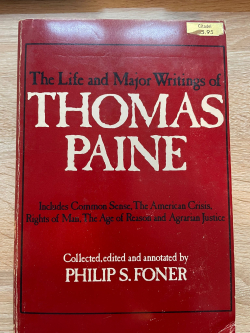 The Life and Major Writings of
THOMAS
PAINE
Includes Common Sense, The American Crisis,
Rights of Man, The Age of Reason and Agrarian Justice
Collected, edited and annotated by
PHILIP S. FONER